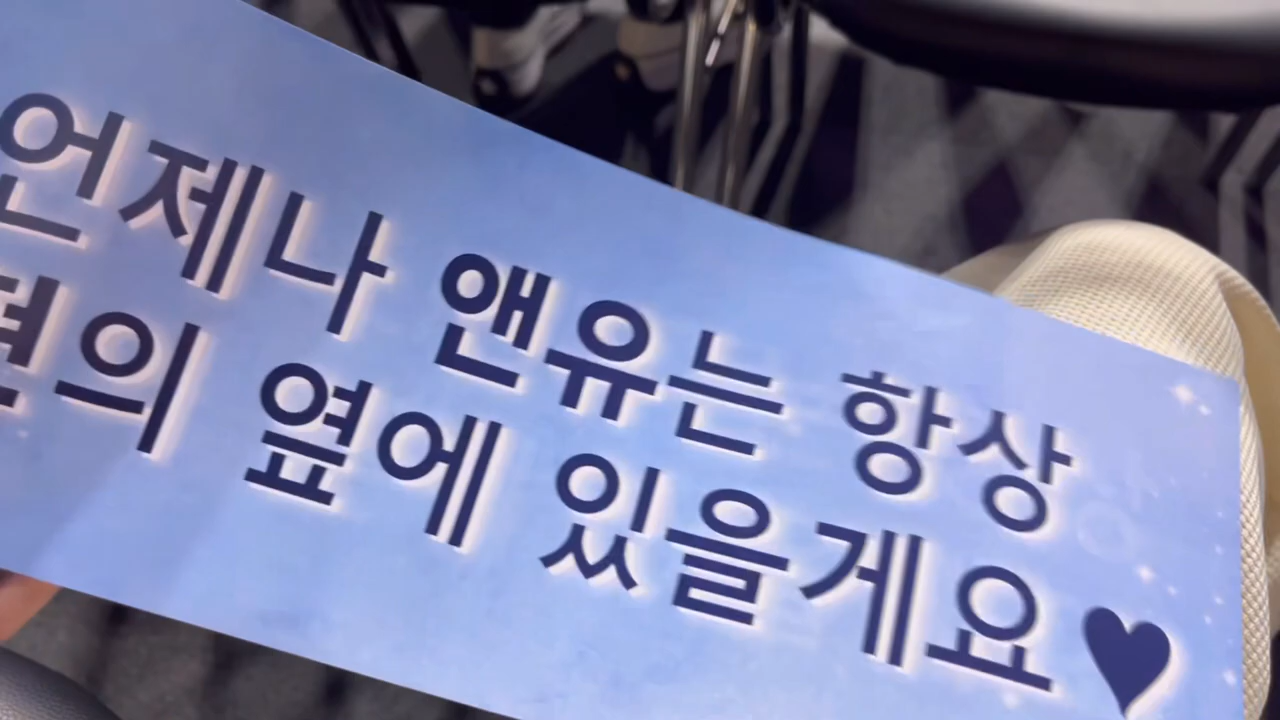 언제나 앤유는 항상
의 옆에 있을게요♥